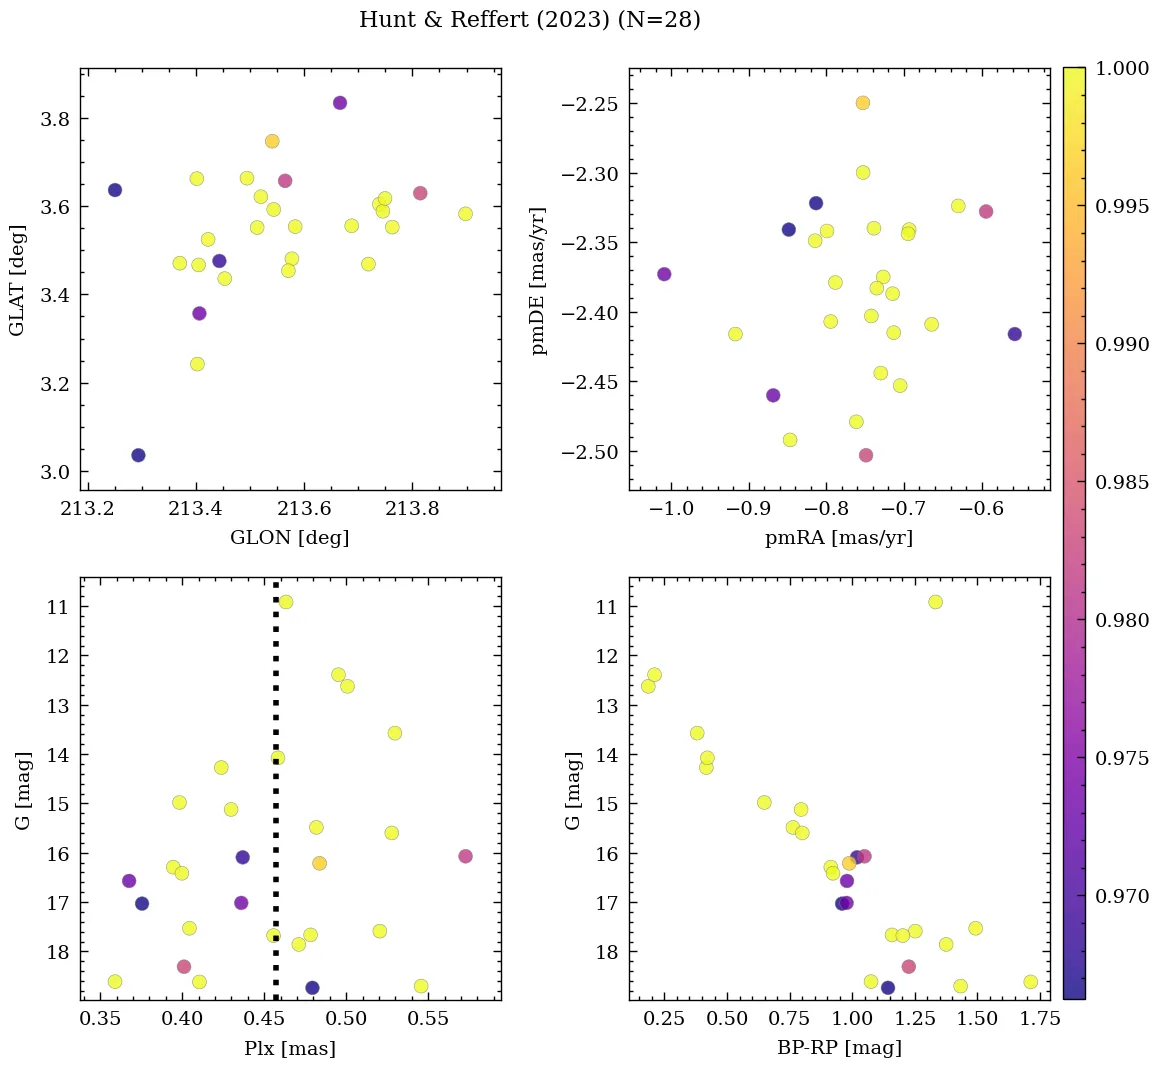 Hunt & Reffert (2023) (N=28)
GLAT [deg]
3.8
3.6
3.4
3.2
3.0
213.2 213.4 213.6 213.8
GLON [deg]
pmDE [mas/yr]
−2.25
−2.30
−2.35
−2.40
−2.45
−2.50
−1.0 −0.9 −0.8 −0.7 −0.6
pmRA [mas/yr]
G [mag]
11
12
13
14
15
16
17
18
0.35 0.40 0.45 0.50 0.55
Plx [mas]
G [mag]
11
12
13
14
15
16
17
18
0.25 0.50 0.75 1.00 1.25 1.50 1.75
BP-RP [mag]
1.000
0.995
0.990
0.985
0.980
0.975
0.970